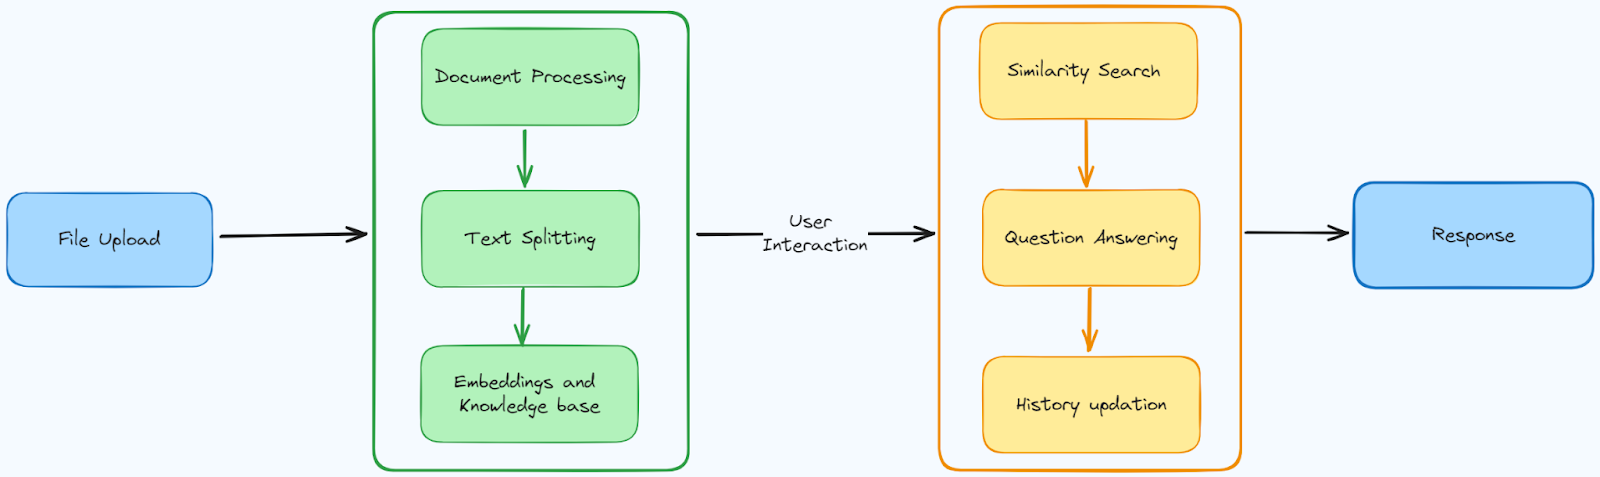 File Upload
Document Processing
Text Splitting
Embeddings and
Knowledge base
User
Interaction
Similarity Search
Question Answering
History updation
Response